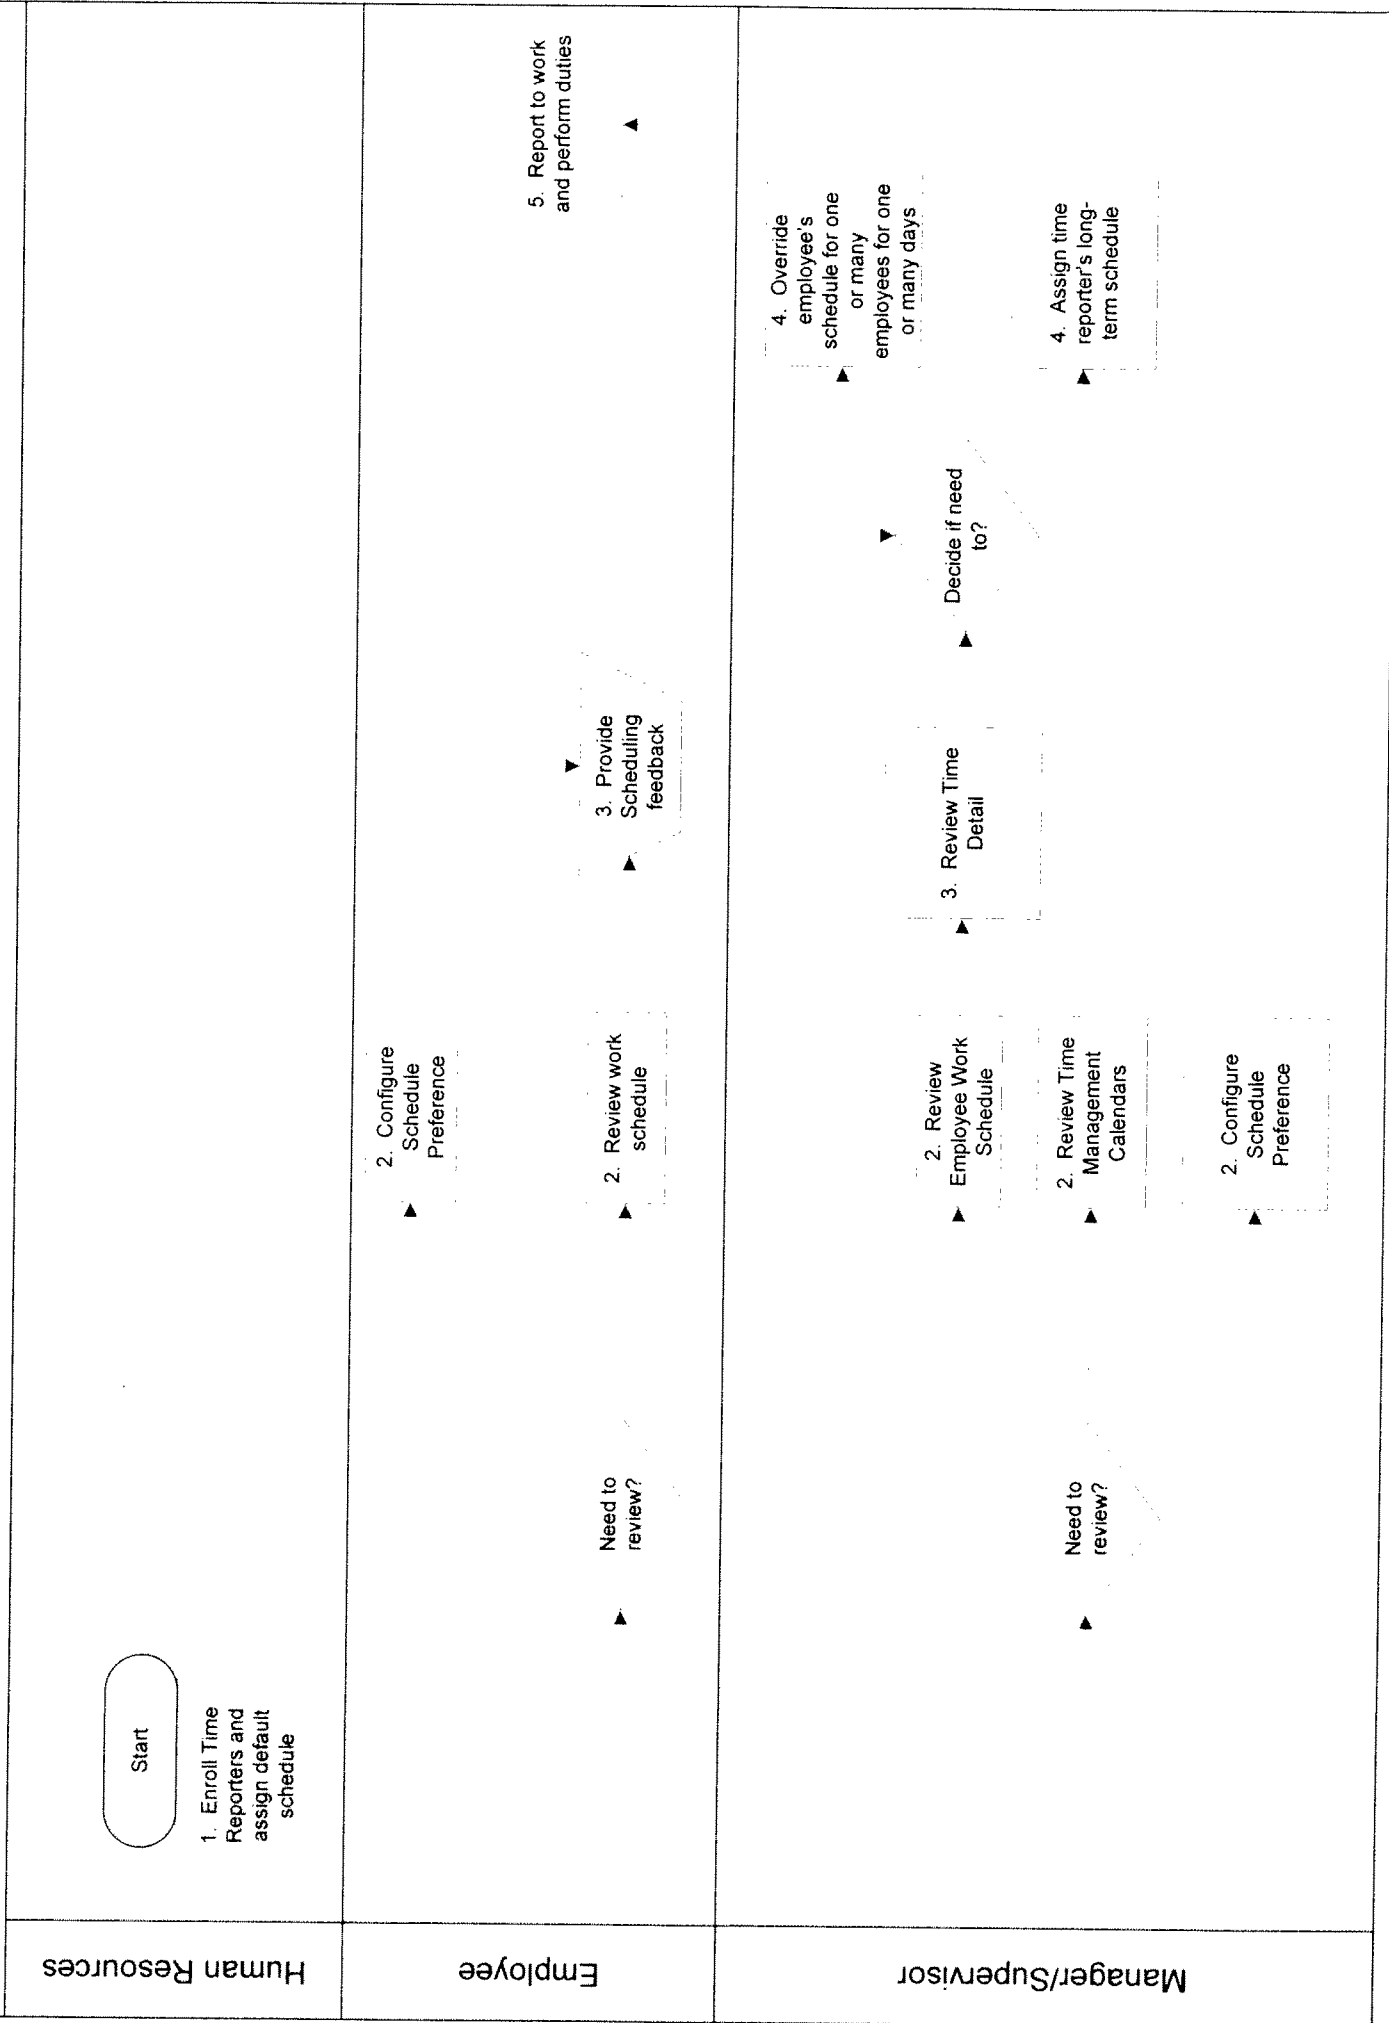 Human Resources
Start
1. Enroll Time
Reporters and
assign default
schedule
Employee
Need to
review?
2. Configure
Schedule
Preference
2. Review work
schedule
3. Provide
Scheduling
feedback
5. Report to work
and perform duties
Manager/Supervisor
Need to
review?
2. Review
Employee Work
Schedule
2. Review Time
Management
Calendars
2. Configure
Schedule
Preference
3. Review Time
Detail
Decide if need
to?
4. Override
employee's
schedule for one
or many
employees for one
or many days
4. Assign time
reporter's long-
term schedule